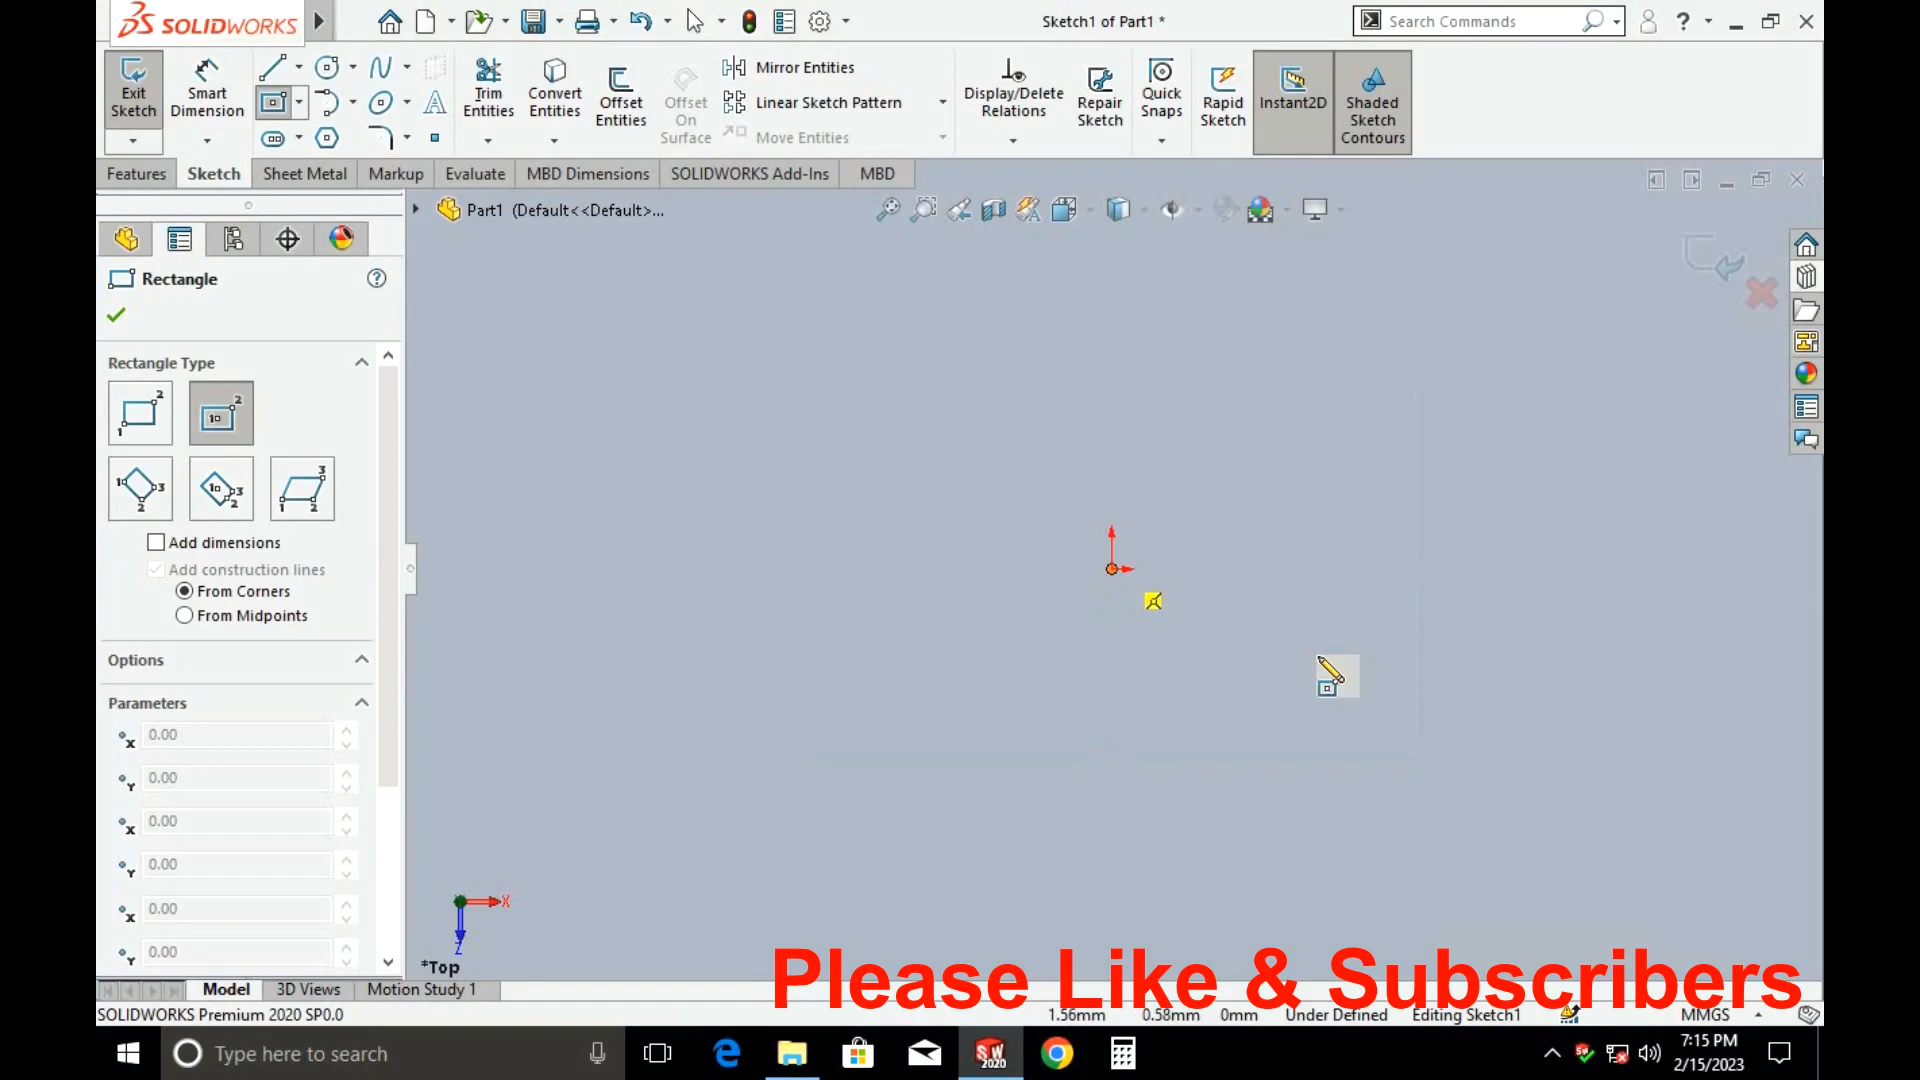 SOLIDWORKS
Sketch1 of Part1 *
Search Commands
Exit Sketch
Smart Dimension
Trim Entities
Convert Entities
Offset Entities
Offset On Surface
Mirror Entities
Linear Sketch Pattern
Move Entities
Display/Delete Relations
Repair Sketch
Quick Snaps
Rapid Sketch
Instant2D
Shaded Sketch Contours
Features Sketch Sheet Metal Markup Evaluate MBD Dimensions SOLIDWORKS Add-Ins MBD
Part1 (Default<<Default>...
Rectangle
Rectangle Type
Add dimensions
Add construction lines
From Corners
From Midpoints
Options
Parameters
X 0.00
Y 0.00
X 0.00
Y 0.00
X 0.00
Y 0.00
X
Z
*Top
Please Like & Subscribers
Model 3D Views Motion Study 1
SOLIDWORKS Premium 2020 SP0.0
1.56mm 0.58mm 0mm Under Defined Editing Sketch1 MMGS
Type here to search
SW 2020
7:15 PM
2/15/2023